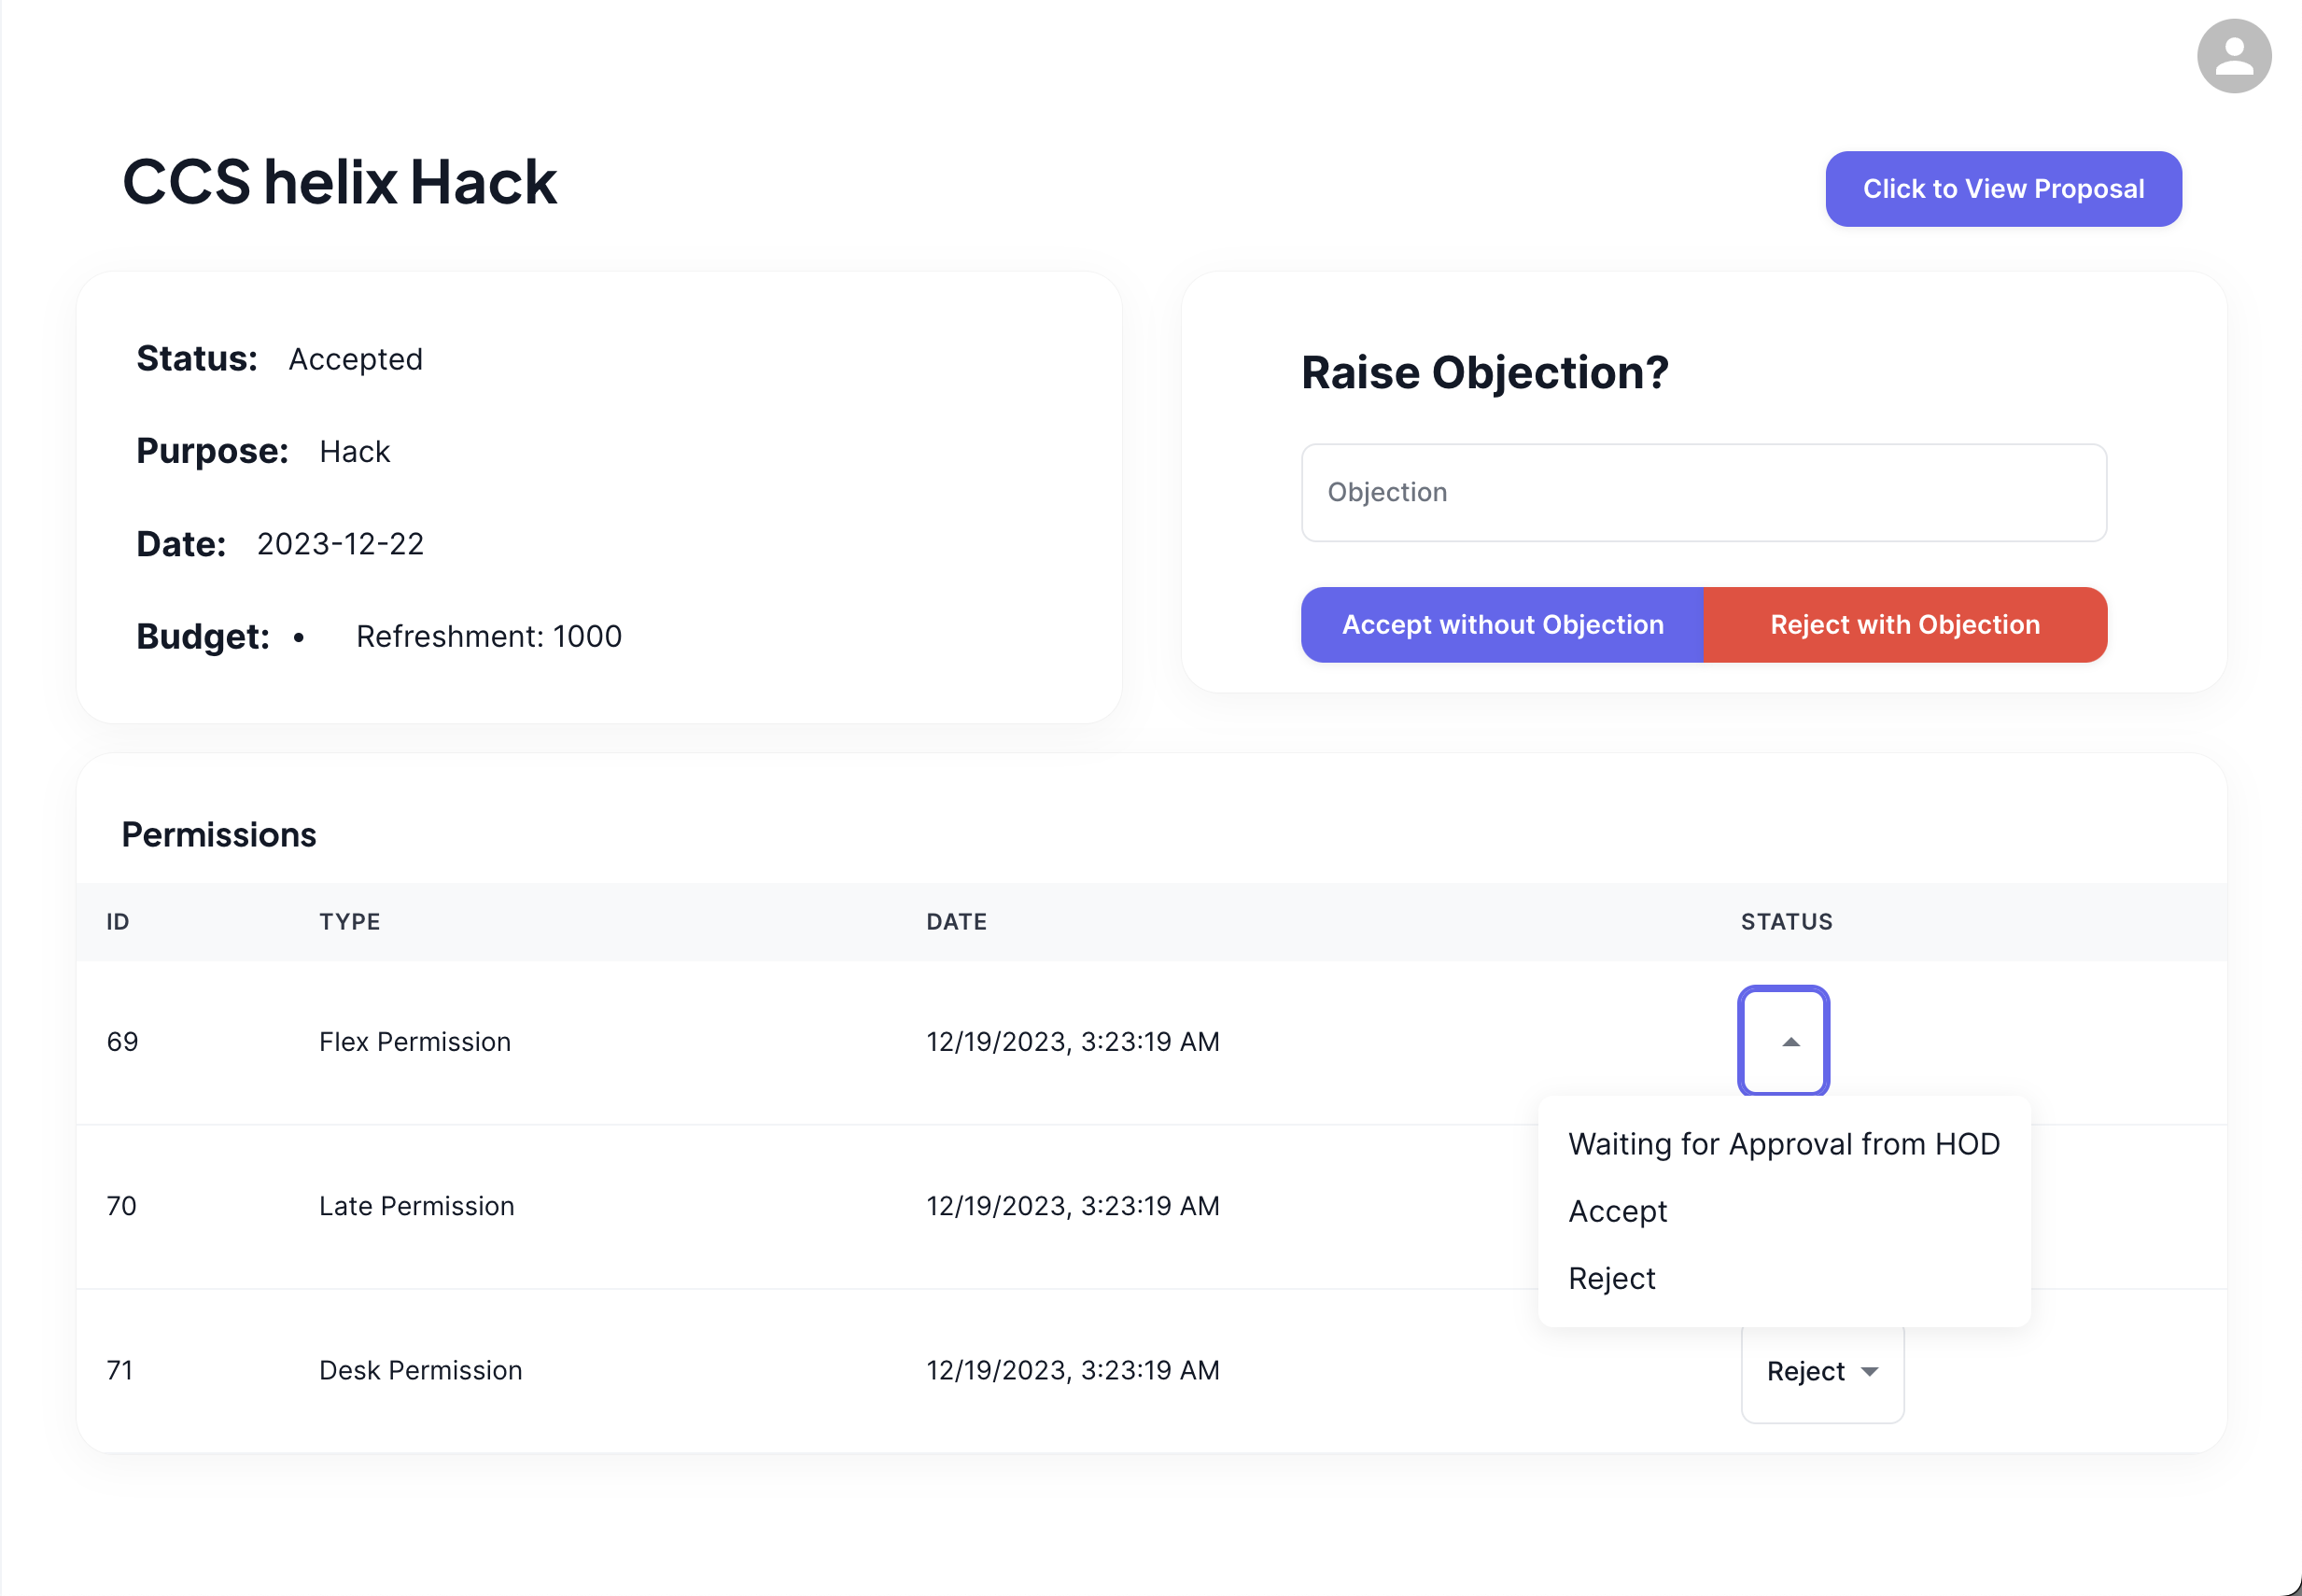 CCS helix Hack
Click to View Proposal
Status: Accepted
Purpose: Hack
Date: 2023-12-22
Budget: • Refreshment: 1000
Raise Objection?
Objection
Accept without Objection
Reject with Objection
Permissions
ID TYPE DATE STATUS
69 Flex Permission 12/19/2023, 3:23:19 AM
Waiting for Approval from HOD
Accept
Reject
70 Late Permission 12/19/2023, 3:23:19 AM
71 Desk Permission 12/19/2023, 3:23:19 AM Reject